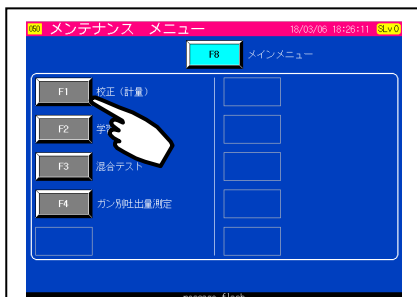 050 メンテナンス メニュー 18/03/06 18:26:11 SLv0
F8 メインメニュー
F1 校正（計量）
F2 学
F3 混合テスト
F4 ガン別吐出量測定